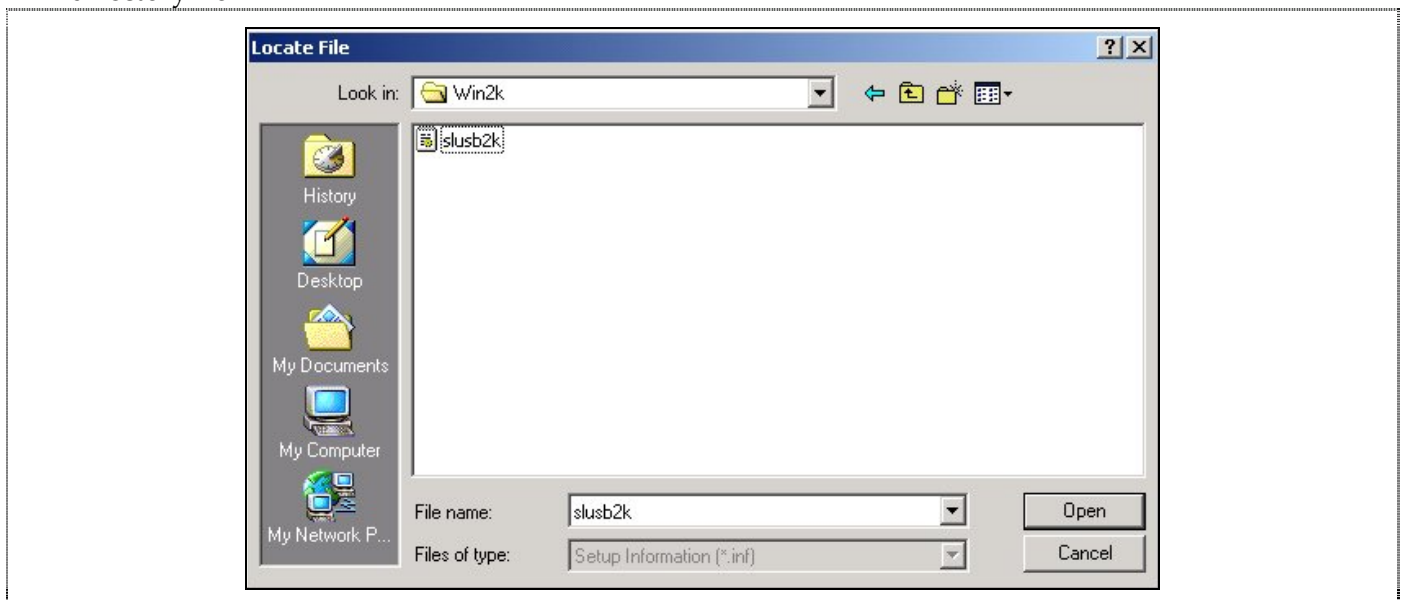 Locate File
Look in: Win2k
slusb2k
History
Desktop
My Documents
My Computer
My Network P...
File name: slusb2k Open
Files of type: Setup Information (*.inf) Cancel